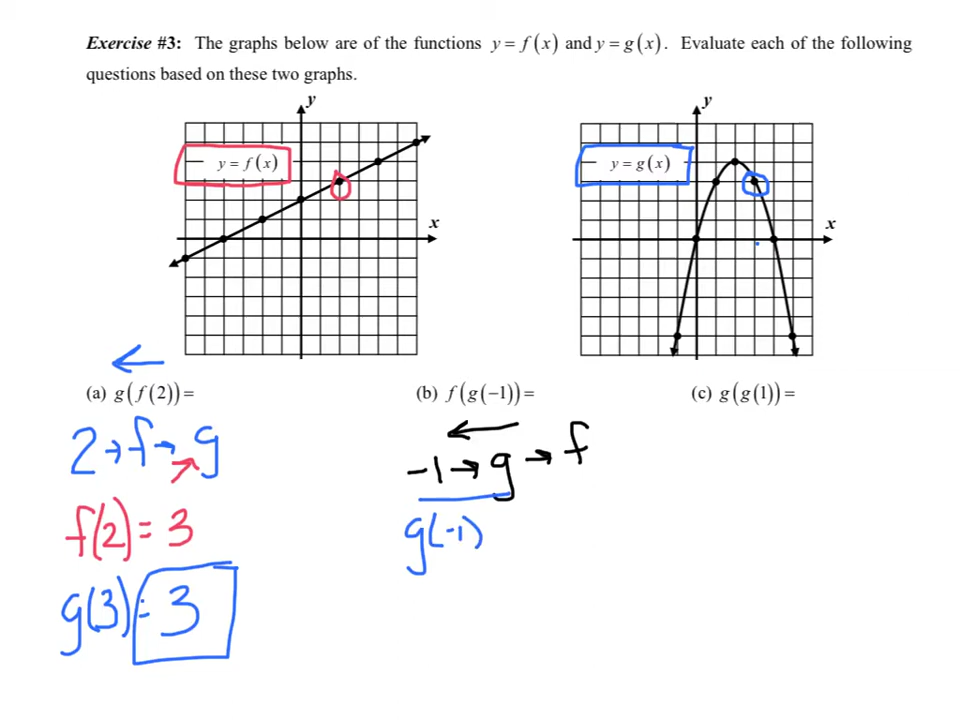 Exercise #3: The graphs below are of the functions y = f(x) and y = g(x). Evaluate each of the following
questions based on these two graphs.
y
y
y = f(x)
y = g(x)
x
x
(a) g(f(2)) =
(b) f(g(−1)) =
(c) g(g(1)) =
2→f→g
-1→g→f
f(2) = 3
g(-1)
g(3) = 3